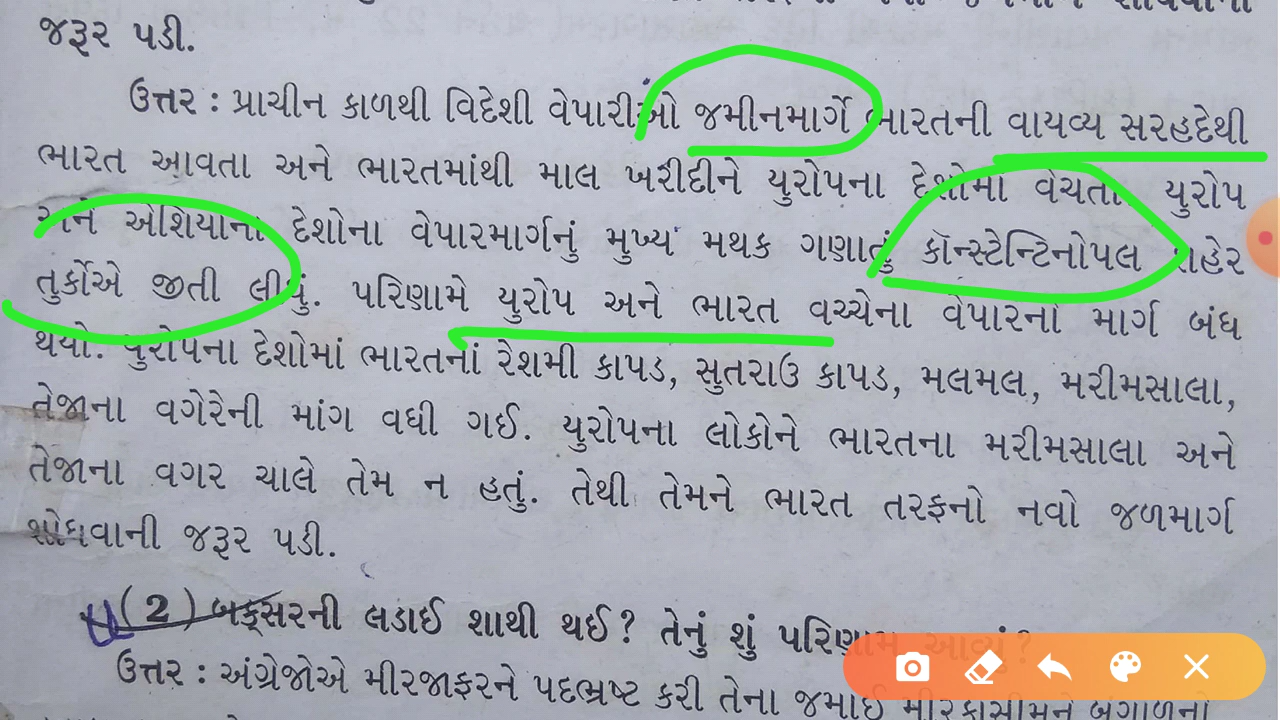 જરૂર પડી.
ઉત્તર : પ્રાચીન કાળથી વિદેશી વેપારીઓ જમીનમાર્ગે ભારતની વાયવ્ય સરહદેથી
ભારત આવતા અને ભારતમાંથી માલ ખરીદીને યુરોપના દેશોમાં વેચતા યુરોપ
અને એશિયાના દેશોના વેપારમાર્ગનું મુખ્ય મથક ગણાતું કૉન્સ્ટેન્ટિનોપલ શહેર
તુર્કોએ જીતી લીધું. પરિણામે યુરોપ અને ભારત વચ્ચેના વેપારનો માર્ગ બંધ
થયો. યુરોપના દેશોમાં ભારતનાં રેશમી કાપડ, સુતરાઉ કાપડ, મલમલ, મરીમસાલા,
તેજાના વગેરેની માંગ વધી ગઈ. યુરોપના લોકોને ભારતના મરીમસાલા અને
તેજાના વગર ચાલે તેમ ન હતું. તેથી તેમને ભારત તરફનો નવો જળમાર્ગ
શોધવાની જરૂર પડી.
(2) બક્સરની લડાઈ શાથી થઈ? તેનું શું પરિણામ આવ્યું?
ઉત્તર : અંગ્રેજોએ મીરજાફરને પદભ્રષ્ટ કરી તેના જમાઈ મીરકાસીમને બંગાળનો